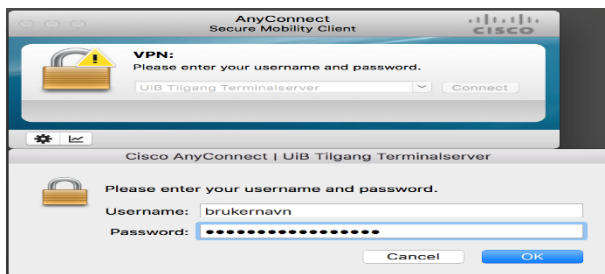 AnyConnect
Secure Mobility Client
CISCO
VPN:
Please enter your username and password.
UiB Tilgang Terminalserver
Connect
Cisco AnyConnect | UiB Tilgang Terminalserver
Please enter your username and password.
Username: brukernavn
Password: •••••••••••••••••
Cancel OK